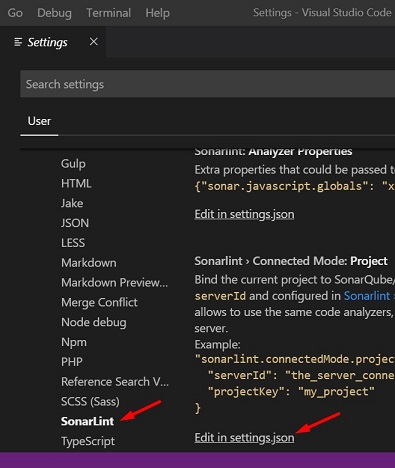 Go Debug Terminal Help Settings - Visual Studio Code
Settings
Search settings
User
Gulp
HTML
Jake
JSON
LESS
Markdown
Markdown Preview...
Merge Conflict
Node debug
Npm
PHP
Reference Search V...
SCSS (Sass)
SonarLint
TypeScript
Sonarlint: Analyzer Properties
Extra properties that could be passed t
{"sonar.javascript.globals": "x
Edit in settings.json
Sonarlint › Connected Mode: Project
Bind the current project to SonarQube/
serverId and configured in Sonarlint ›
allows to use the same code analyzers,
server.
Example:
"sonarlint.connectedMode.projec
"serverId": "the_server_conne
"projectKey": "my_project"
}
Edit in settings.json